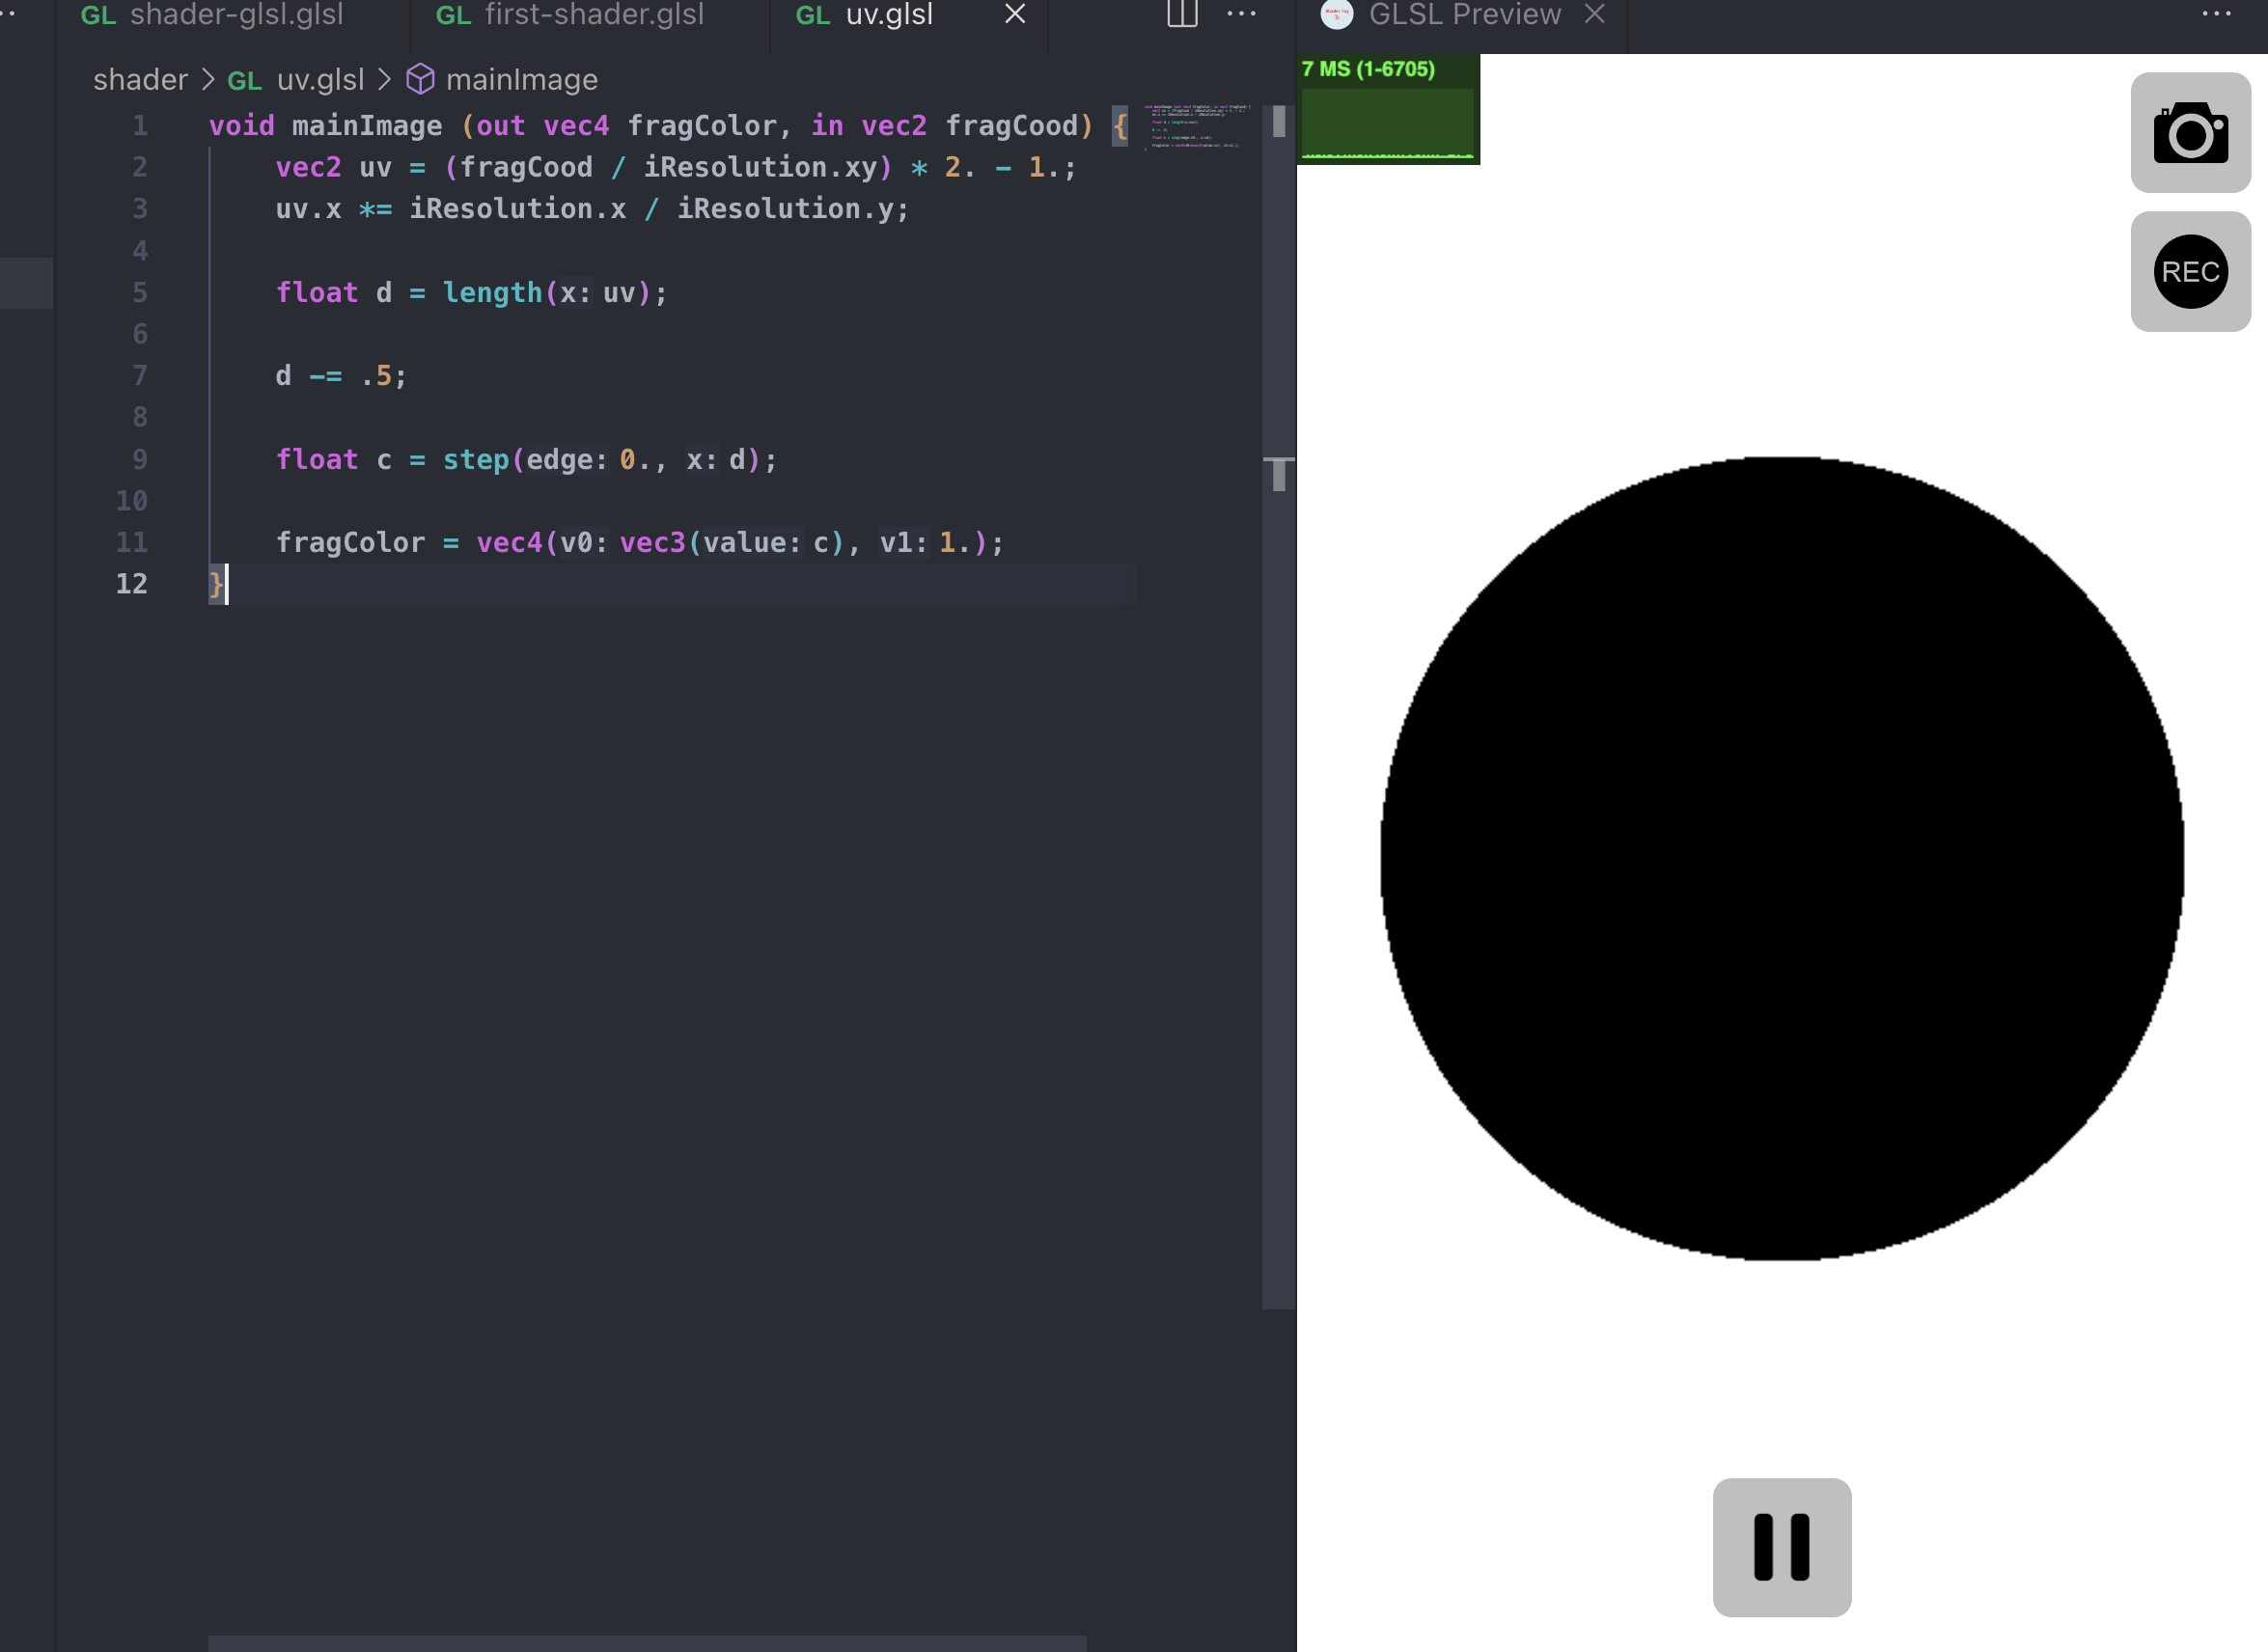 GL shader-glsl.glsl GL first-shader.glsl GL uv.glsl
GLSL Preview
shader > GL uv.glsl > mainImage
1 void mainImage (out vec4 fragColor, in vec2 fragCood) {
2 vec2 uv = (fragCood / iResolution.xy) * 2. - 1.;
3 uv.x *= iResolution.x / iResolution.y;
4
5 float d = length(x: uv);
6
7 d -= .5;
8
9 float c = step(edge: 0., x: d);
10
11 fragColor = vec4(v0: vec3(value: c), v1: 1.);
12 }
7 MS (1-6705)
REC